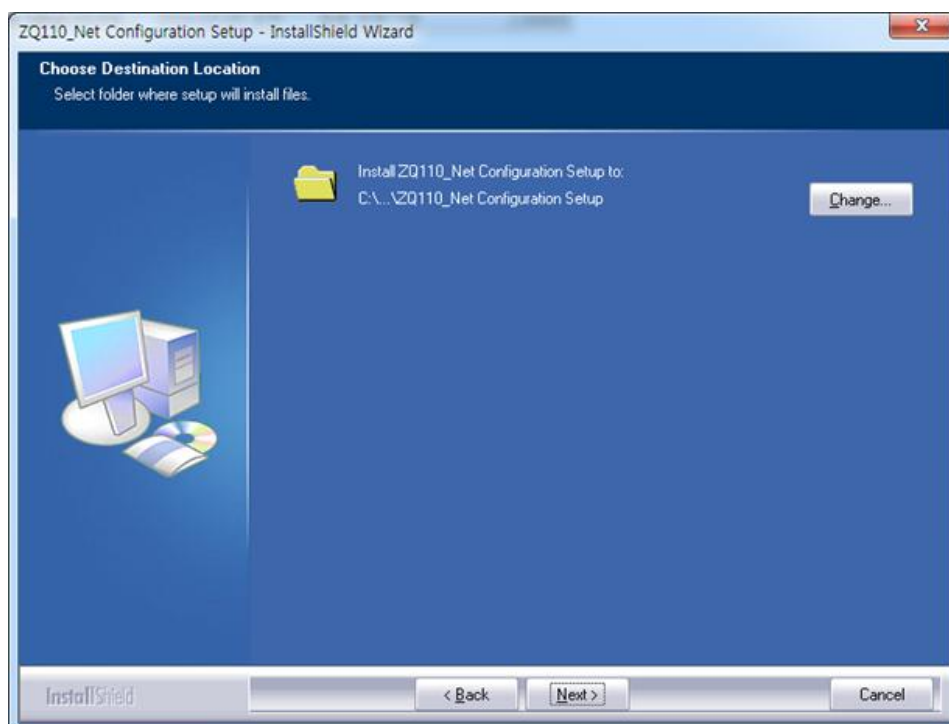 ZQ110_Net Configuration Setup - InstallShield Wizard
Choose Destination Location
Select folder where setup will install files.
Install ZQ110_Net Configuration Setup to:
C:\...\ZQ110_Net Configuration Setup
Change...
InstallShield
< Back
Next >
Cancel